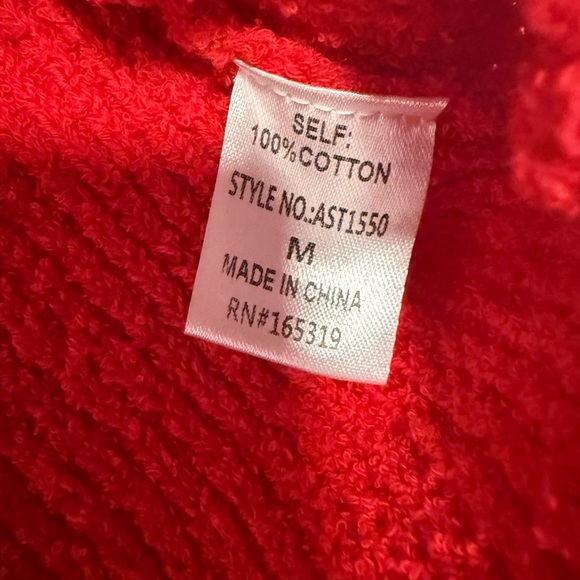 SELF:
100%COTTON
STYLE NO.:AST1550
M
MADE IN CHINA
RN#165319